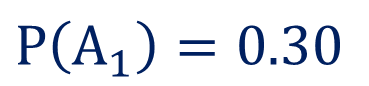 P(A₁) = 0.30